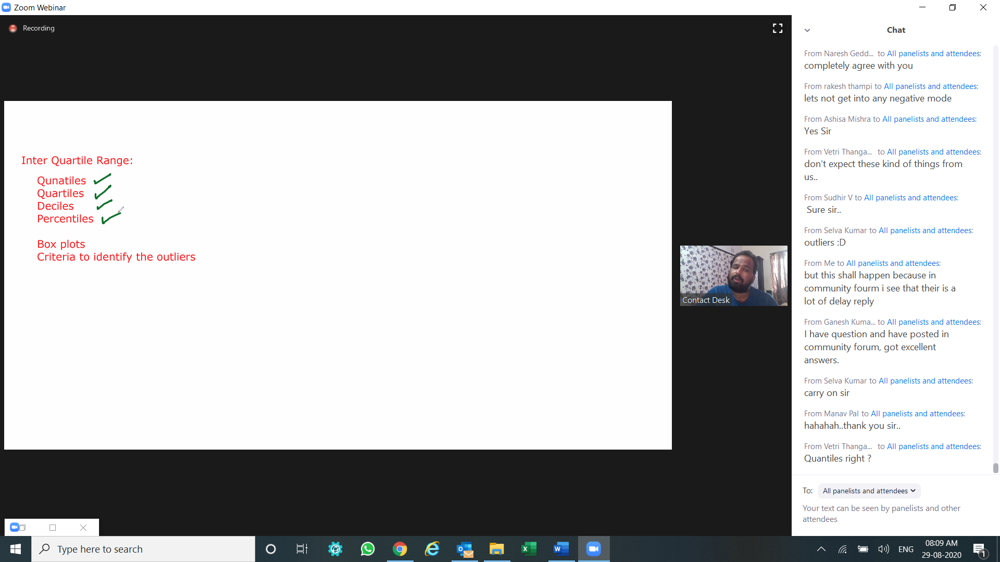 Zoom Webinar
Recording
Inter Quartile Range:
Qunatiles
Quartiles
Deciles
Percentiles
Box plots
Criteria to identify the outliers
Contact Desk
Chat
From Naresh Gedd... to All panelists and attendees:
completely agree with you
From rakesh thampi to All panelists and attendees:
lets not get into any negative mode
From Ashisa Mishra to All panelists and attendees:
Yes Sir
From Vetri Thanga... to All panelists and attendees:
don't expect these kind of things from
us..
From Sudhir V to All panelists and attendees:
Sure sir..
From Selva Kumar to All panelists and attendees:
outliers :D
From Me to All panelists and attendees:
but this shall happen because in
community fourm i see that their is a
lot of delay reply
From Ganesh Kuma... to All panelists and attendees:
I have question and have posted in
community forum, got excellent
answers.
From Selva Kumar to All panelists and attendees:
carry on sir
From Manav Pal to All panelists and attendees:
hahahah..thank you sir..
From Vetri Thanga... to All panelists and attendees:
Quantiles right ?
To: All panelists and attendees
Your text can be seen by panelists and other
attendees
Type here to search
ENG
08:09 AM
29-08-2020
1